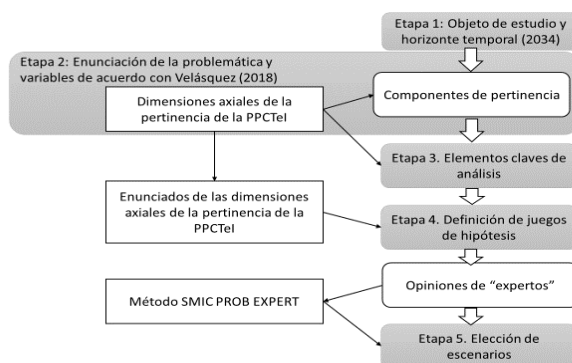 Etapa 1: Objeto de estudio y
horizonte temporal (2034)
Etapa 2: Enunciación de la problemática y
variables de acuerdo con Velásquez (2018)
Dimensiones axiales de la
pertinencia de la PPCTeI
Componentes de pertinencia
Etapa 3. Elementos claves de
análisis
Enunciados de las dimensiones
axiales de la pertinencia de la
PPCTeI
Etapa 4. Definición de juegos
de hipótesis
Opiniones de “expertos”
Método SMIC PROB EXPERT
Etapa 5. Elección de
escenarios